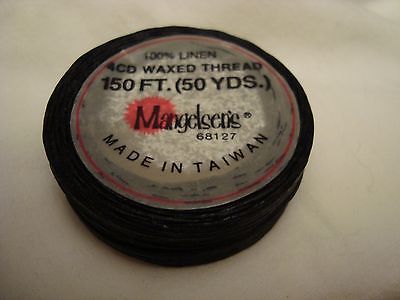 100% LINEN
4CD WAXED THREAD
150 FT. (50 YDS.)
Mangelsen's®
68127
MADE IN TAIWAN